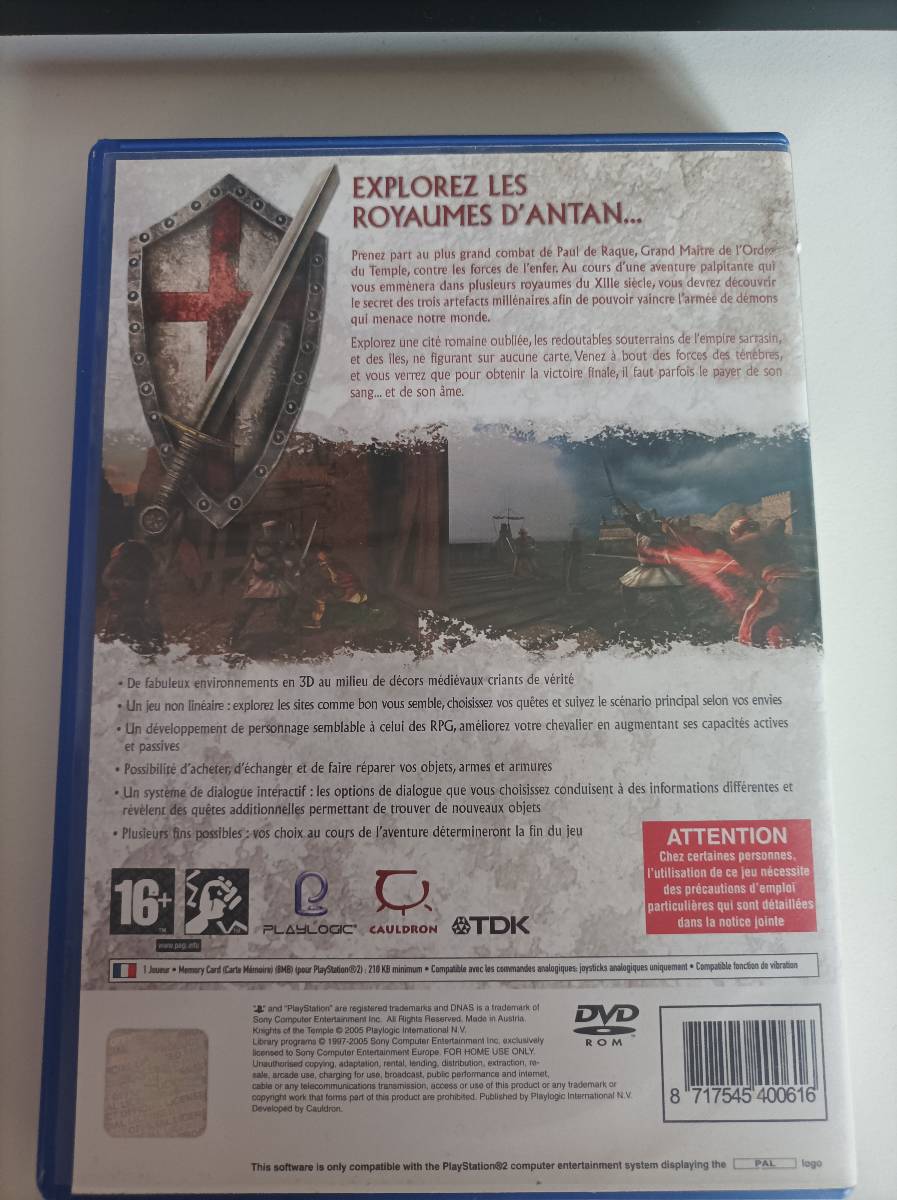 EXPLOREZ LES
ROYAUMES D'ANTAN...
Prenez part au plus grand combat de Paul de Raque, Grand Maître de l'Ordre
du Temple, contre les forces de l'enfer. Au cours d'une aventure palpitante qui
vous emmènera dans plusieurs royaumes du XIIIe siècle, vous devrez découvrir
le secret des trois artefacts millénaires afin de pouvoir vaincre l'armée de démons
qui menace notre monde.
Explorez une cité romaine oubliée, les redoutables souterrains de l'empire sarrasin,
et des îles, ne figurant sur aucune carte. Venez à bout des forces des ténèbres,
et vous verrez que pour obtenir la victoire finale, il faut parfois le payer de son
sang... et de son âme.
• De fabuleux environnements en 3D au milieu de décors médiévaux criants de vérité
• Un jeu non linéaire : explorez les sites comme bon vous semble, choisissez vos quêtes et suivez le scénario principal selon vos envies
• Un développement de personnage semblable à celui des RPG, améliorez votre chevalier en augmentant ses capacités actives
et passives
• Possibilité d'acheter, d'échanger et de faire réparer vos objets, armes et armures
• Un système de dialogue interactif : les options de dialogue que vous choisissez conduisent à des informations différentes et
révèlent des quêtes additionnelles permettant de trouver de nouveaux objets
• Plusieurs fins possibles : vos choix au cours de l'aventure détermineront la fin du jeu
ATTENTION
Chez certaines personnes,
l'utilisation de ce jeu nécessite
des précautions d'emploi
particulières qui sont détaillées
dans la notice jointe
16+
www.pegi.info
PLAYLOGIC
CAULDRON
TDK
1 Joueur • Memory Card (Carte Mémoire) (8MB) (pour PlayStation®2) : 210 KB minimum • Compatible avec les commandes analogiques: joysticks analogiques uniquement • Compatible fonction de vibration
" " and "PlayStation" are registered trademarks and DNAS is a trademark of
Sony Computer Entertainment Inc. All Rights Reserved. Made in Austria.
Knights of the Temple © 2005 Playlogic International N.V.
Library programs © 1997-2005 Sony Computer Entertainment Inc. exclusively
licensed to Sony Computer Entertainment Europe. FOR HOME USE ONLY.
Unauthorised copying, adaptation, rental, lending, distribution, extraction, re-
sale, arcade use, charging for use, broadcast, public performance and internet,
cable or any telecommunications transmission, access or use of this product or any trademark or
copyright work that forms part of this product are prohibited. Published by Playlogic International N.V.
Developed by Cauldron.
DVD
ROM
8 717545 400616
This software is only compatible with the PlayStation®2 computer entertainment system displaying the PAL logo